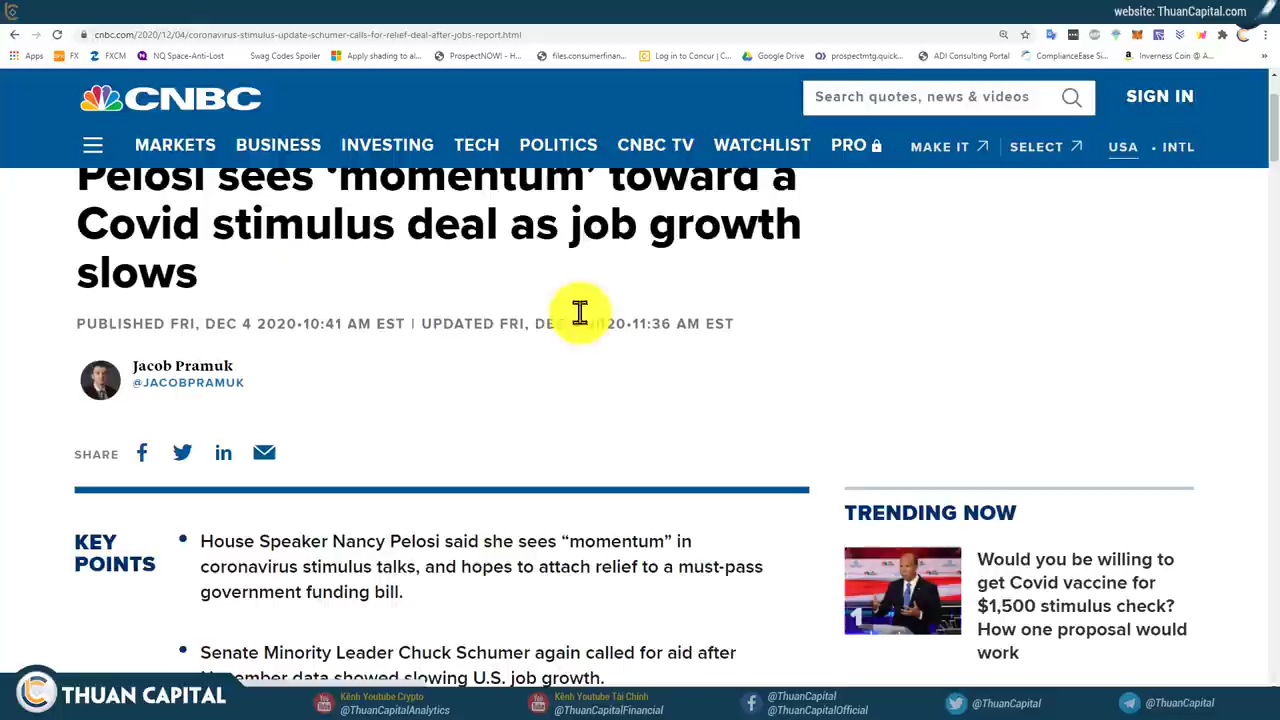 website: ThuanCapital.com
cnbc.com/2020/12/04/coronavirus-stimulus-update-schumer-calls-for-relief-deal-after-jobs-report.html
Apps FX FXCM NQ Space-Anti-Lost Swag Codes Spoiler Apply shading to al... ProspectNOW! - H... files.consumerfinan... Log in to Concur | C... Google Drive prospectmtg.quick... ADI Consulting Portal ComplianceEase Si... Inverness Coin @ A... »
CNBC
Search quotes, news & videos
SIGN IN
MARKETS BUSINESS INVESTING TECH POLITICS CNBC TV WATCHLIST PRO MAKE IT SELECT USA • INTL
Pelosi sees ‘momentum’ toward a
Covid stimulus deal as job growth
slows
PUBLISHED FRI, DEC 4 2020•10:41 AM EST | UPDATED FRI, •11:36 AM EST
Jacob Pramuk
@JACOBPRAMUK
SHARE
KEY
POINTS
House Speaker Nancy Pelosi said she sees “momentum” in
coronavirus stimulus talks, and hopes to attach relief to a must-pass
government funding bill.
Senate Minority Leader Chuck Schumer again called for aid after
November data showed slowing U.S. job growth.
TRENDING NOW
1
Would you be willing to
get Covid vaccine for
$1,500 stimulus check?
How one proposal would
work
THUAN CAPITAL
Kênh Youtube Crypto
@ThuanCapitalAnalytics
Kênh Youtube Tài Chính
@ThuanCapitalFinancial
@ThuanCapital
@ThuanCapitalOfficial
@ThuanCapital
@ThuanCapital